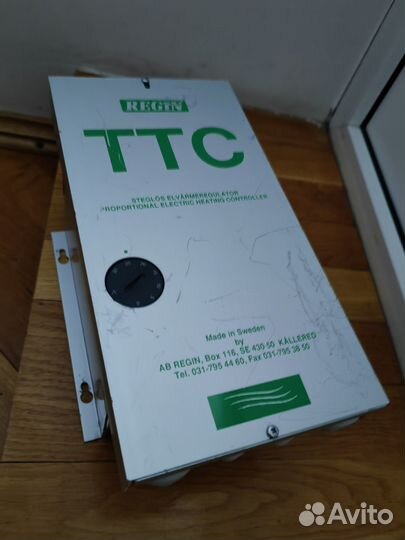 REGIN
TTC
STEGLÖS ELVÄRMEREGULATOR
PROPORTIONAL ELECTRIC HEATING CONTROLLER
Made in Sweden
by
AB REGIN, Box 116, SE 430 50 KÅLLERED
Tel. 031-795 44 60, Fax 031-795 38 50
Avito